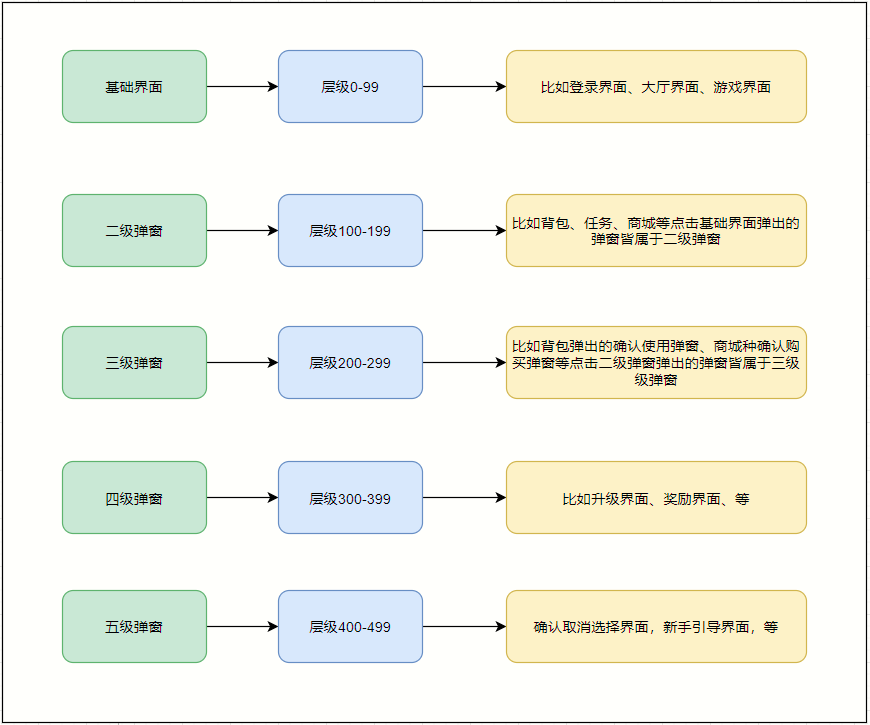 基础界面
层级0-99
比如登录界面、大厅界面、游戏界面
二级弹窗
层级100-199
比如背包、任务、商城等点击基础界面弹出的
弹窗皆属于二级弹窗
三级弹窗
层级200-299
比如背包弹出的确认使用弹窗、商城种确认购
买弹窗等点击二级弹窗弹出的弹窗皆属于三级
级弹窗
四级弹窗
层级300-399
比如升级界面、奖励界面、等
五级弹窗
层级400-499
确认取消选择界面，新手引导界面，等